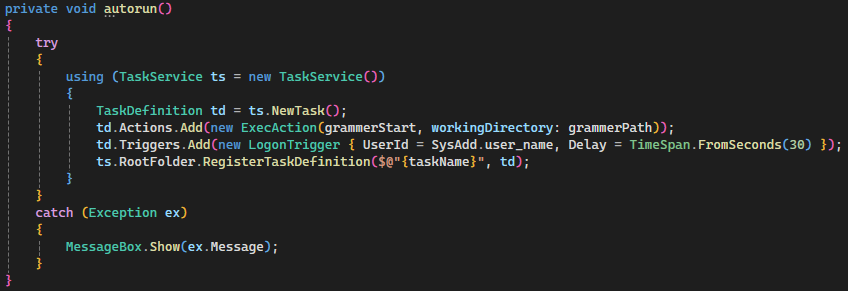 private void autorun()
{
try
{
using (TaskService ts = new TaskService())
{
TaskDefinition td = ts.NewTask();
td.Actions.Add(new ExecAction(grammerStart, workingDirectory: grammerPath));
td.Triggers.Add(new LogonTrigger { UserId = SysAdd.user_name, Delay = TimeSpan.FromSeconds(30) });
ts.RootFolder.RegisterTaskDefinition($@"{taskName}", td);
}
}
catch (Exception ex)
{
MessageBox.Show(ex.Message);
}
}